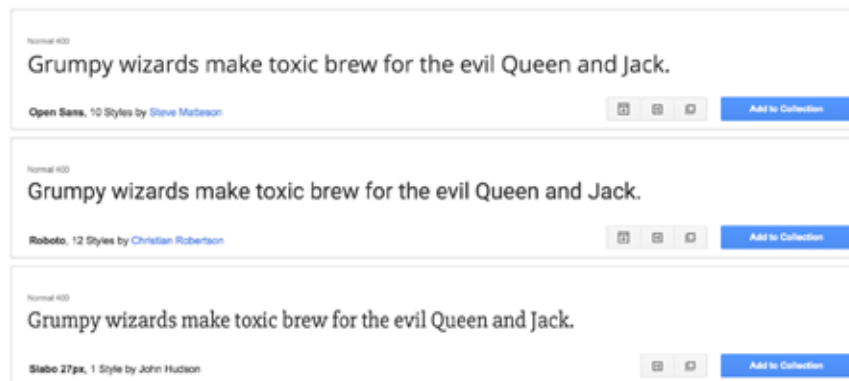 Normal 400
Grumpy wizards make toxic brew for the evil Queen and Jack.
Open Sans, 10 Styles by Steve Matteson
Add to Collection
Normal 400
Grumpy wizards make toxic brew for the evil Queen and Jack.
Roboto, 12 Styles by Christian Robertson
Add to Collection
Normal 400
Grumpy wizards make toxic brew for the evil Queen and Jack.
Slabo 27px, 1 Style by John Hudson
Add to Collection